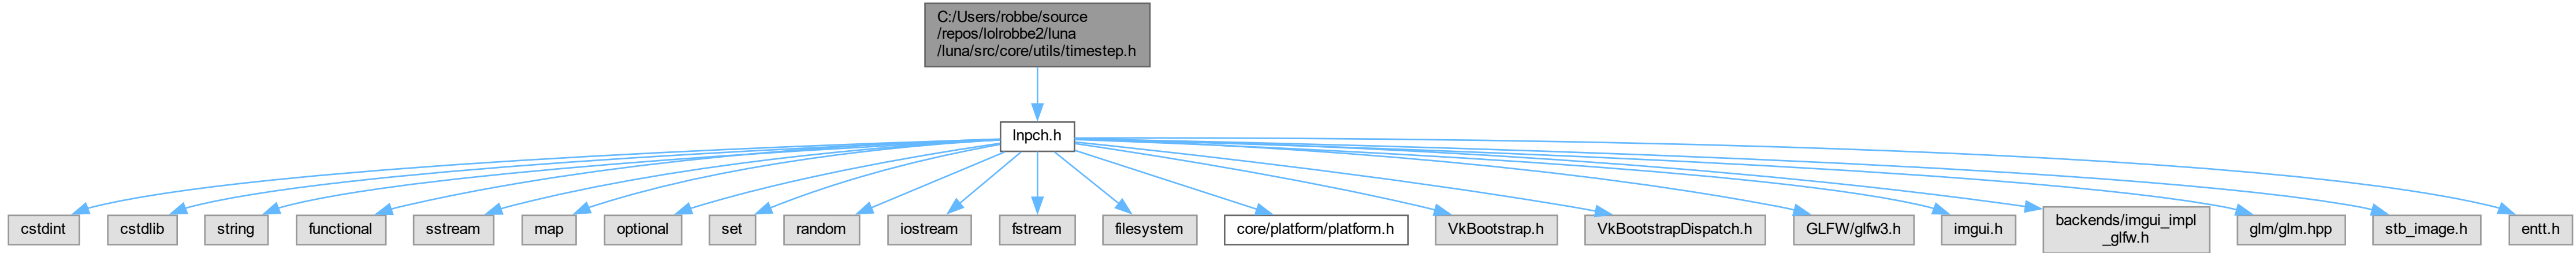 C:/Users/robbe/source
/repos/lolrobbe2/luna
/luna/src/core/utils/timestep.h
lnpch.h
cstdint
cstdlib
string
functional
sstream
map
optional
set
random
iostream
fstream
filesystem
core/platform/platform.h
VkBootstrap.h
VkBootstrapDispatch.h
GLFW/glfw3.h
imgui.h
backends/imgui_impl
_glfw.h
glm/glm.hpp
stb_image.h
entt.h